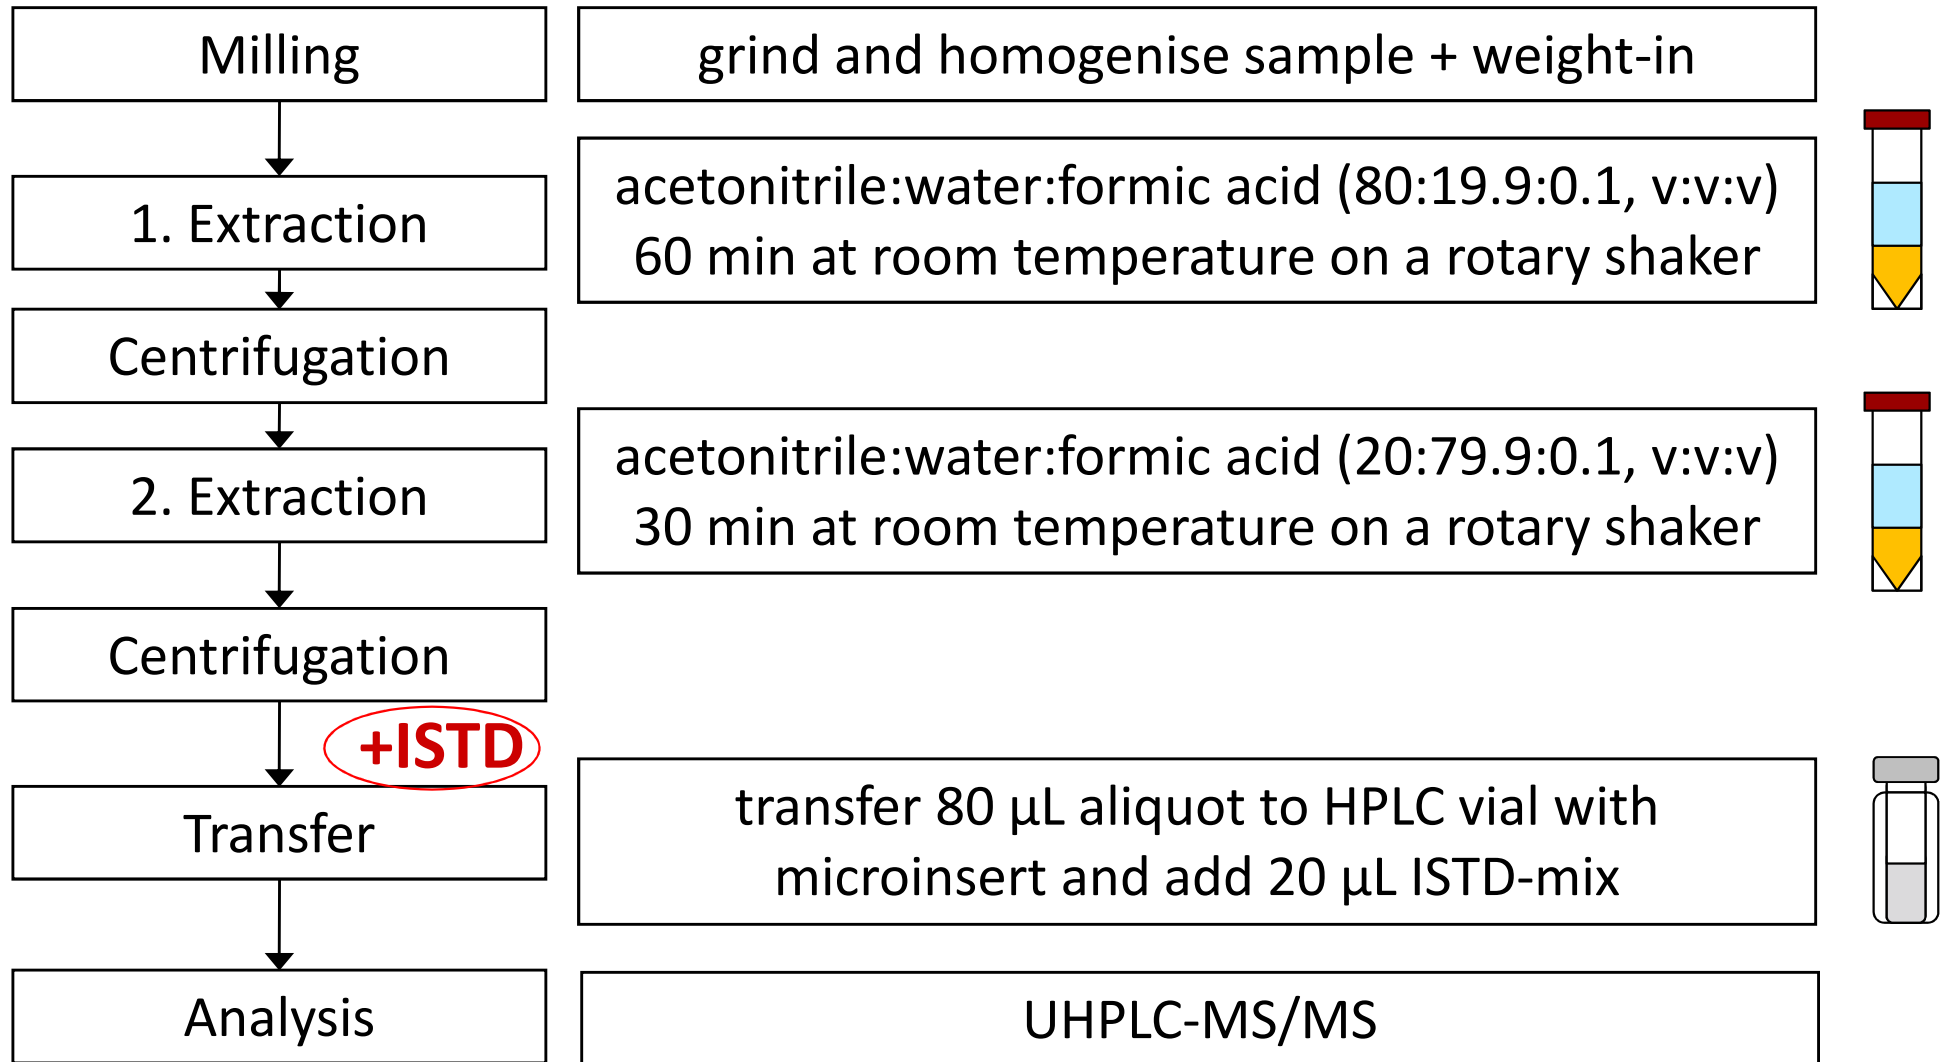 Milling
grind and homogenise sample + weight-in
1. Extraction
acetonitrile:water:formic acid (80:19.9:0.1, v:v:v)
60 min at room temperature on a rotary shaker
Centrifugation
2. Extraction
acetonitrile:water:formic acid (20:79.9:0.1, v:v:v)
30 min at room temperature on a rotary shaker
Centrifugation
+ISTD
Transfer
transfer 80 µL aliquot to HPLC vial with
microinsert and add 20 µL ISTD-mix
Analysis
UHPLC-MS/MS